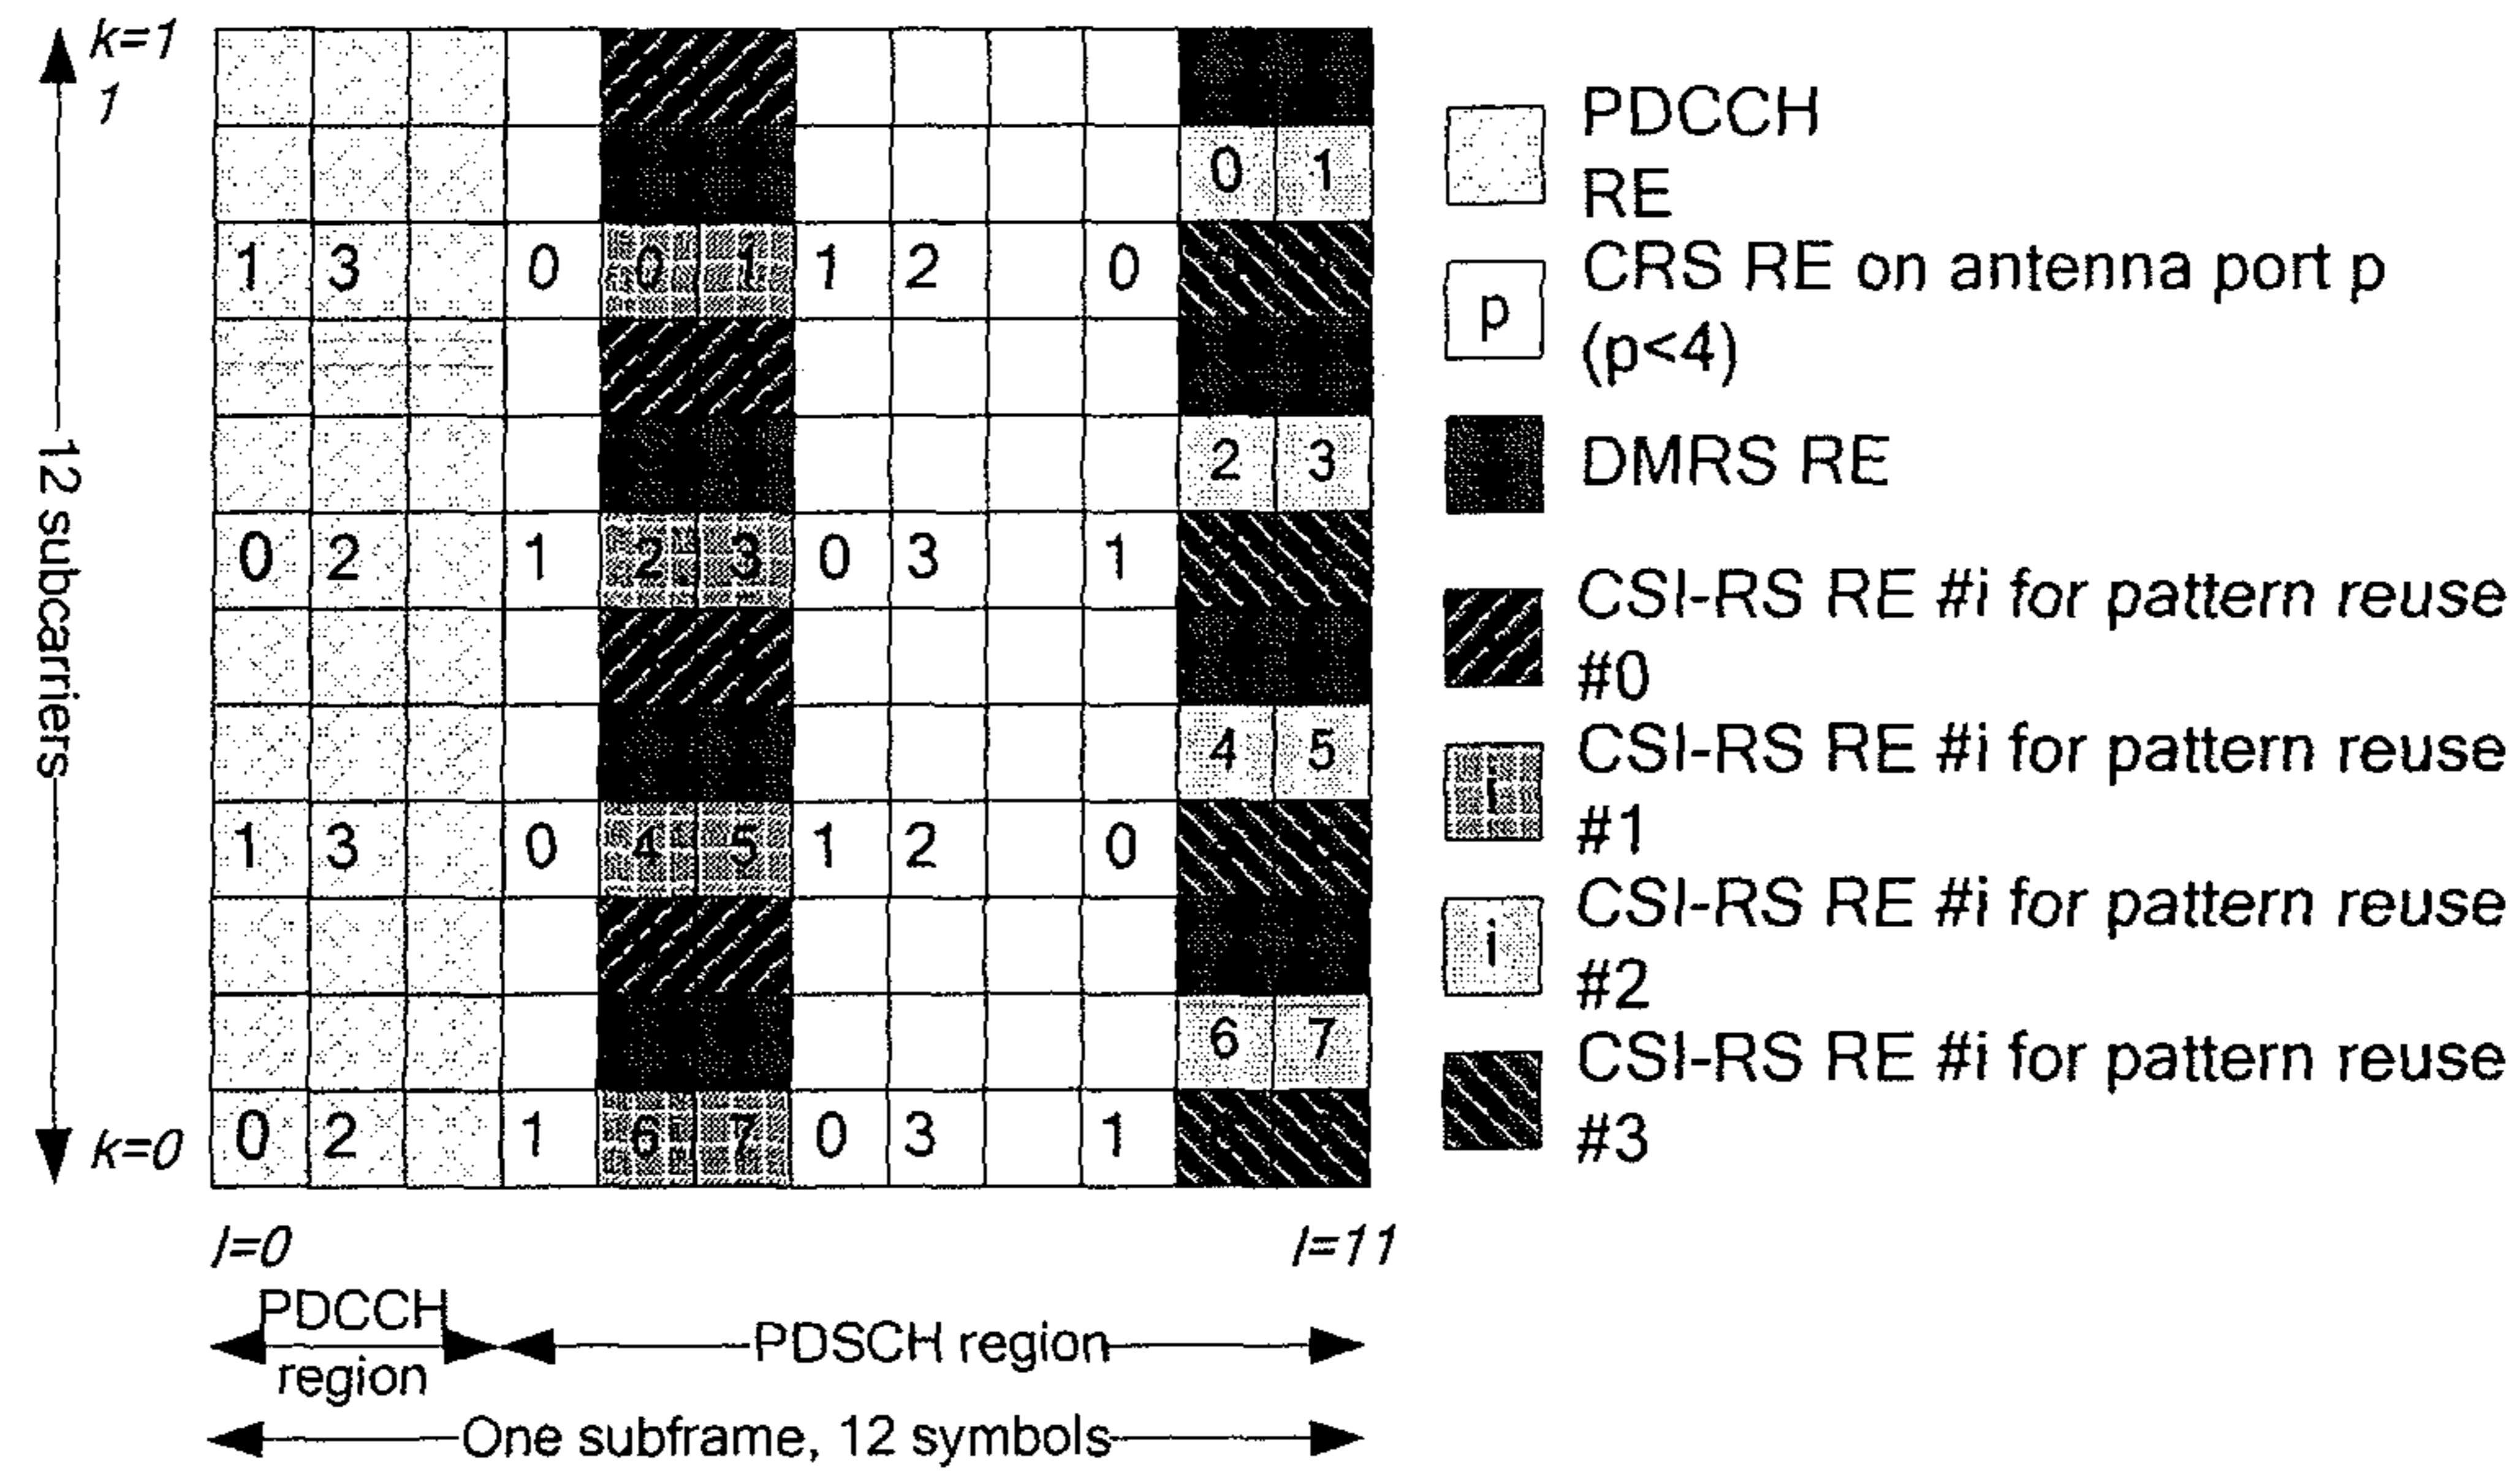 k=1
1
0 1
1 3 0 0 1 1 2 0
2 3
0 2 1 2 3 0 3 1
4 5
1 3 0 4 5 1 2 0
6 7
0 2 1 6 7 0 3 1
12 subcarriers
k=0
l=0
l=11
PDCCH
region
PDSCH region
One subframe, 12 symbols
PDCCH
RE
p
CRS RE on antenna port p
(p<4)
DMRS RE
CSI-RS RE #i for pattern reuse
#0
i
CSI-RS RE #i for pattern reuse
#1
i
CSI-RS RE #i for pattern reuse
#2
CSI-RS RE #i for pattern reuse
#3